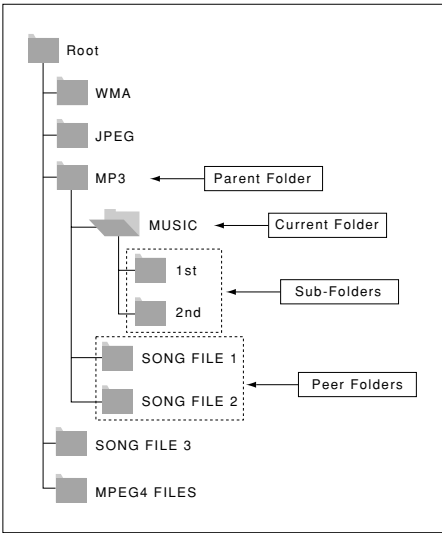 Root
WMA
JPEG
MP3
Parent Folder
MUSIC
Current Folder
1st
Sub-Folders
2nd
SONG FILE 1
Peer Folders
SONG FILE 2
SONG FILE 3
MPEG4 FILES